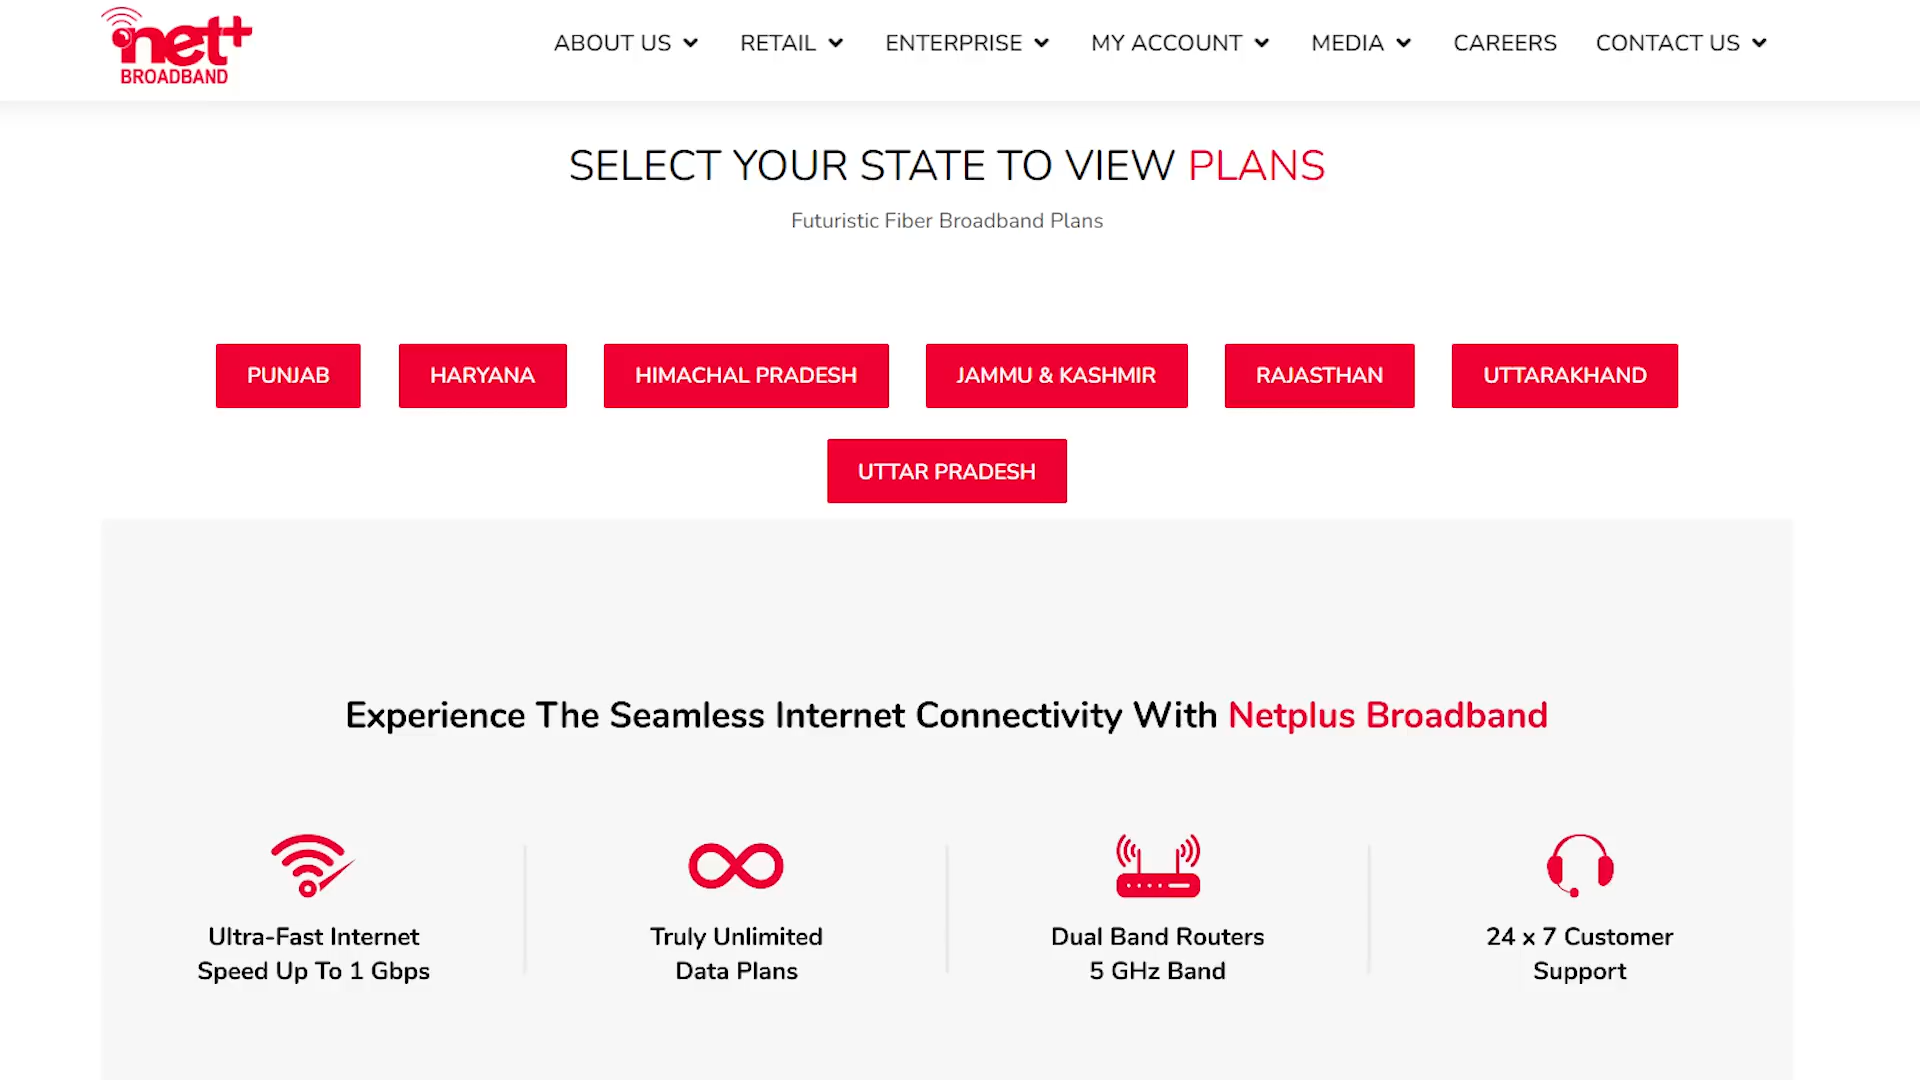 net+
BROADBAND
ABOUT US
RETAIL
ENTERPRISE
MY ACCOUNT
MEDIA
CAREERS
CONTACT US
SELECT YOUR STATE TO VIEW PLANS
Futuristic Fiber Broadband Plans
PUNJAB
HARYANA
HIMACHAL PRADESH
JAMMU & KASHMIR
RAJASTHAN
UTTARAKHAND
UTTAR PRADESH
Experience The Seamless Internet Connectivity With Netplus Broadband
Ultra-Fast Internet
Speed Up To 1 Gbps
Truly Unlimited
Data Plans
Dual Band Routers
5 GHz Band
24 x 7 Customer
Support